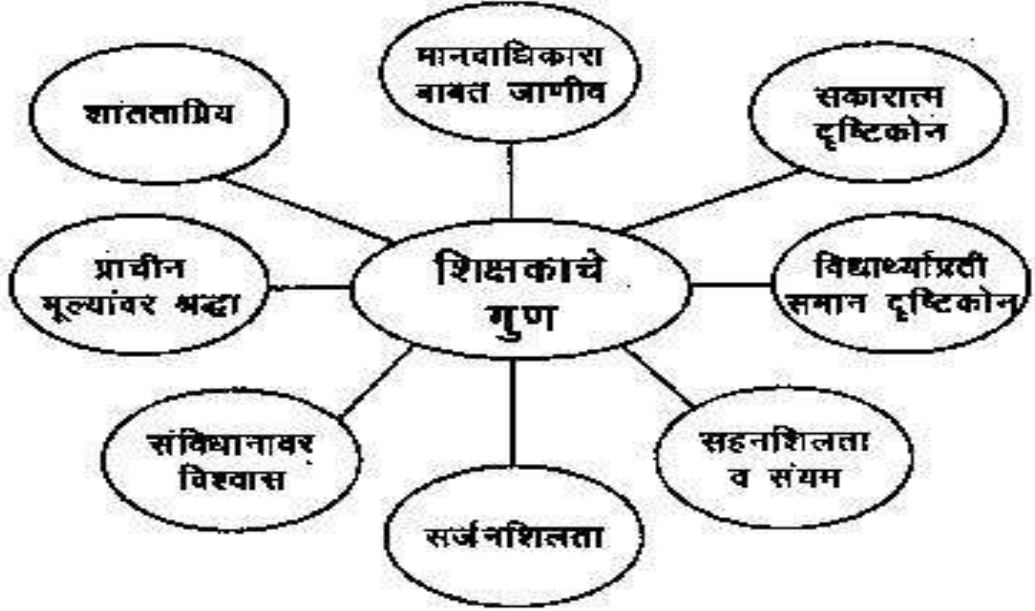 मानवाधिकारा
बाबत जाणीव
शांतताप्रिय
सकारात्म
दृष्टिकोन
शिक्षकाचे
गुण
प्राचीन
मूल्यांवर श्रद्धा
विद्यार्थ्यांप्रती
समान दृष्टिकोन
संविधानावर
विश्वास
सहनशिलता
व संयम
सर्जनशिलता